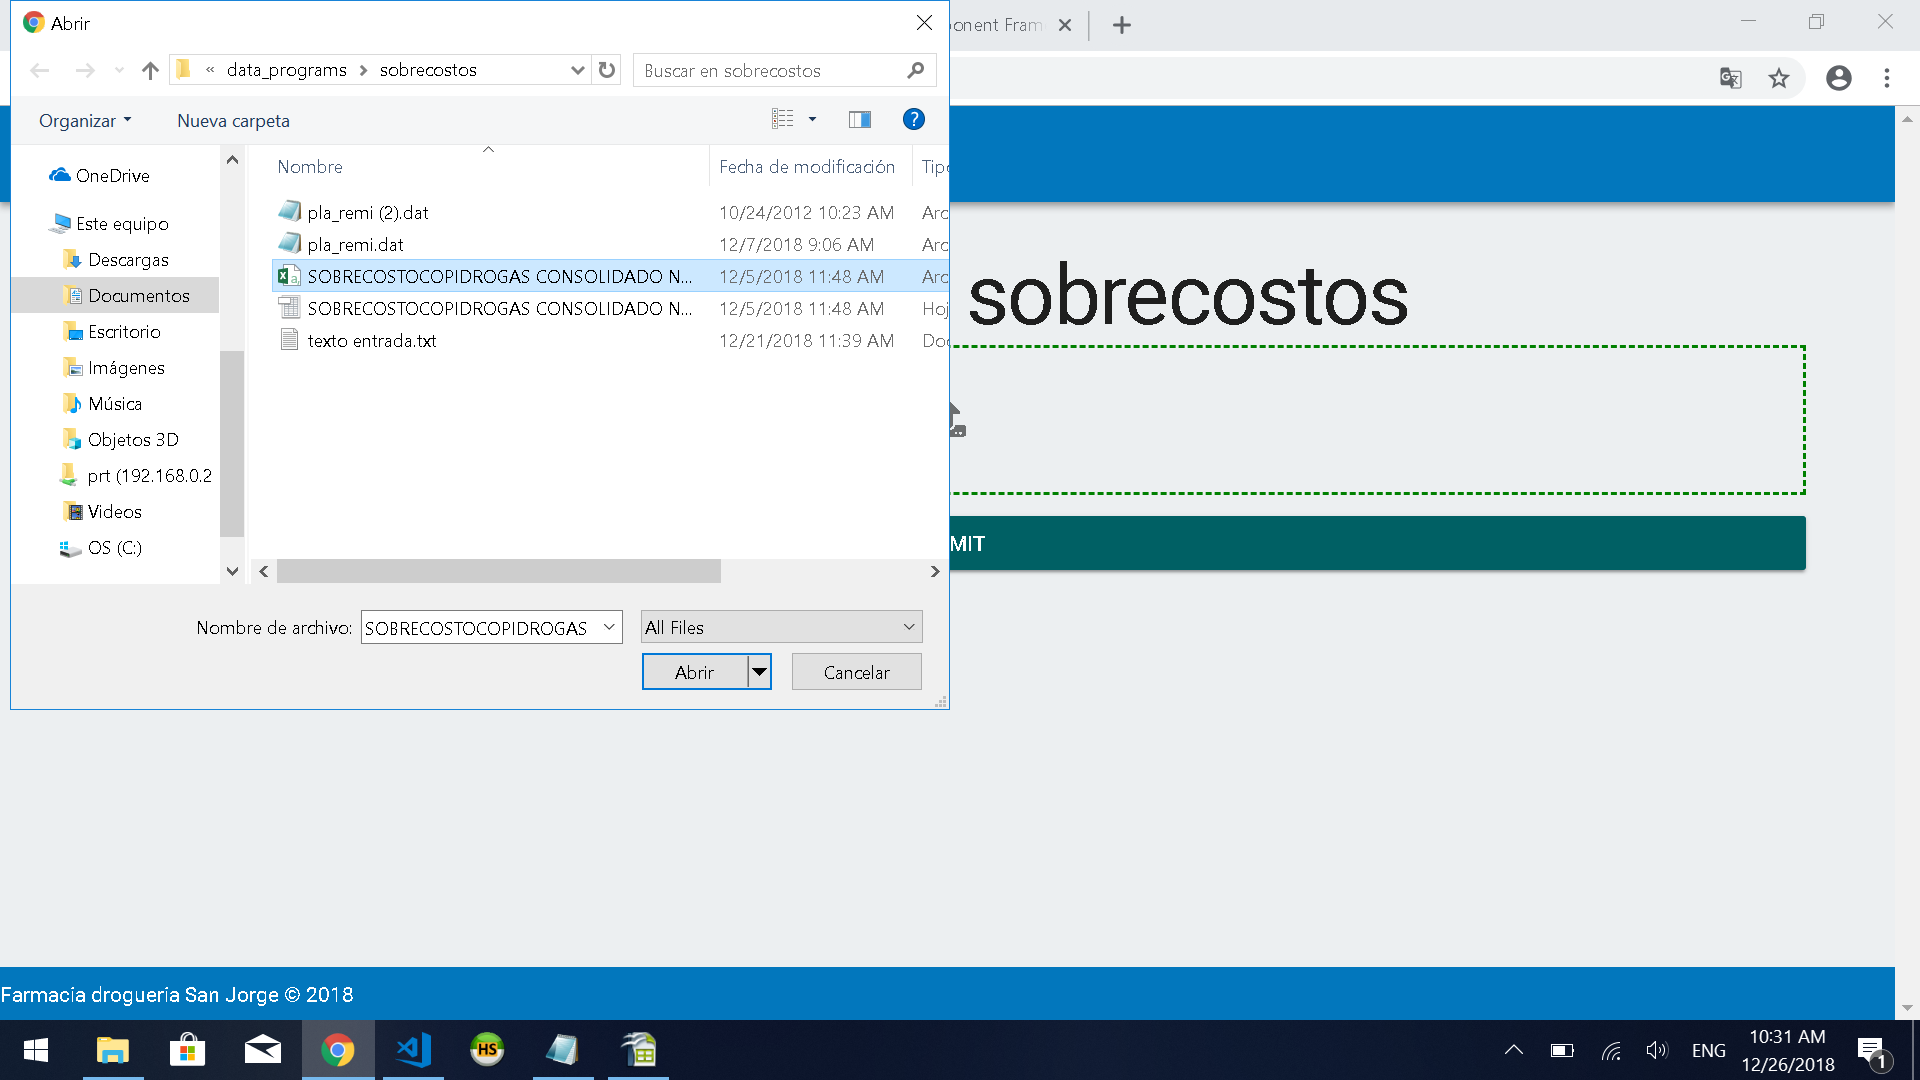 Abrir
onent Fram
« data_programs > sobrecostos
Buscar en sobrecostos
Organizar
Nueva carpeta
OneDrive
Este equipo
Descargas
Documentos
Escritorio
Imágenes
Música
Objetos 3D
prt (192.168.0.2
Videos
OS (C:)
Nombre
Fecha de modificación
Tipo
pla_remi (2).dat
10/24/2012 10:23 AM
Arc
pla_remi.dat
12/7/2018 9:06 AM
Arc
SOBRECOSTOCOPIDROGAS CONSOLIDADO N...
12/5/2018 11:48 AM
Arc
SOBRECOSTOCOPIDROGAS CONSOLIDADO N...
12/5/2018 11:48 AM
Hoj
texto entrada.txt
12/21/2018 11:39 AM
Doc
Nombre de archivo:
SOBRECOSTOCOPIDROGAS
All Files
Abrir
Cancelar
sobrecostos
MIT
Farmacia drogueria San Jorge © 2018
HS
ENG
10:31 AM
12/26/2018
1